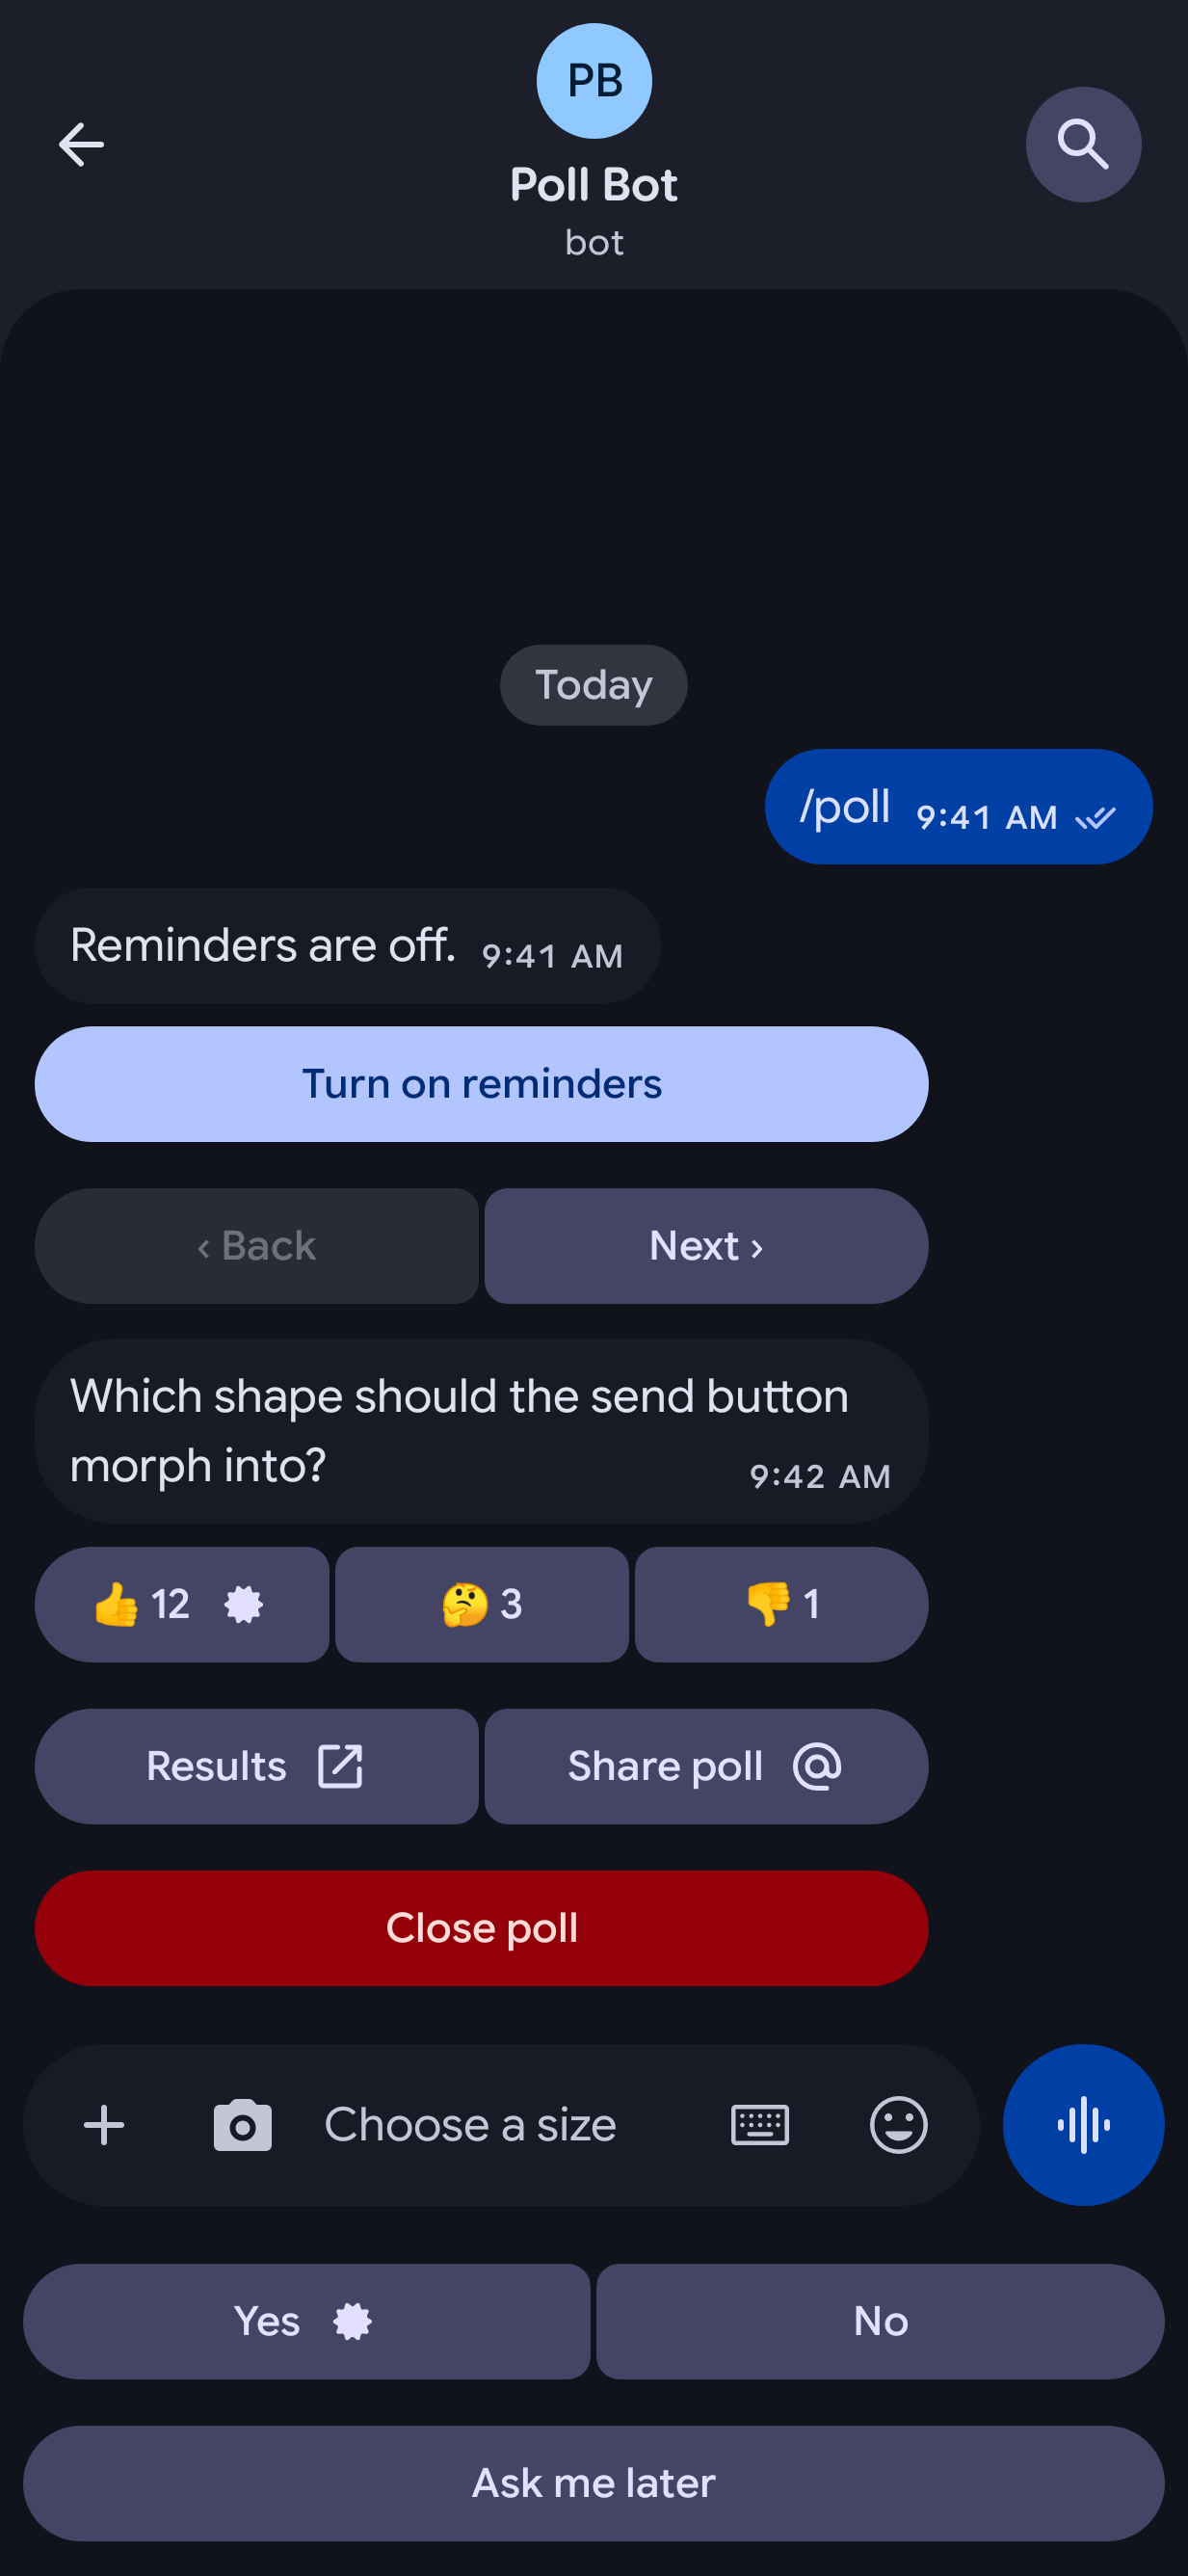 PB
Poll Bot
bot
Today
/poll 9:41 AM
Reminders are off. 9:41 AM
Turn on reminders
‹ Back
Next ›
Which shape should the send button
morph into? 9:42 AM
👍 12
🤔 3
👎 1
Results
Share poll
Close poll
Choose a size
Yes
No
Ask me later